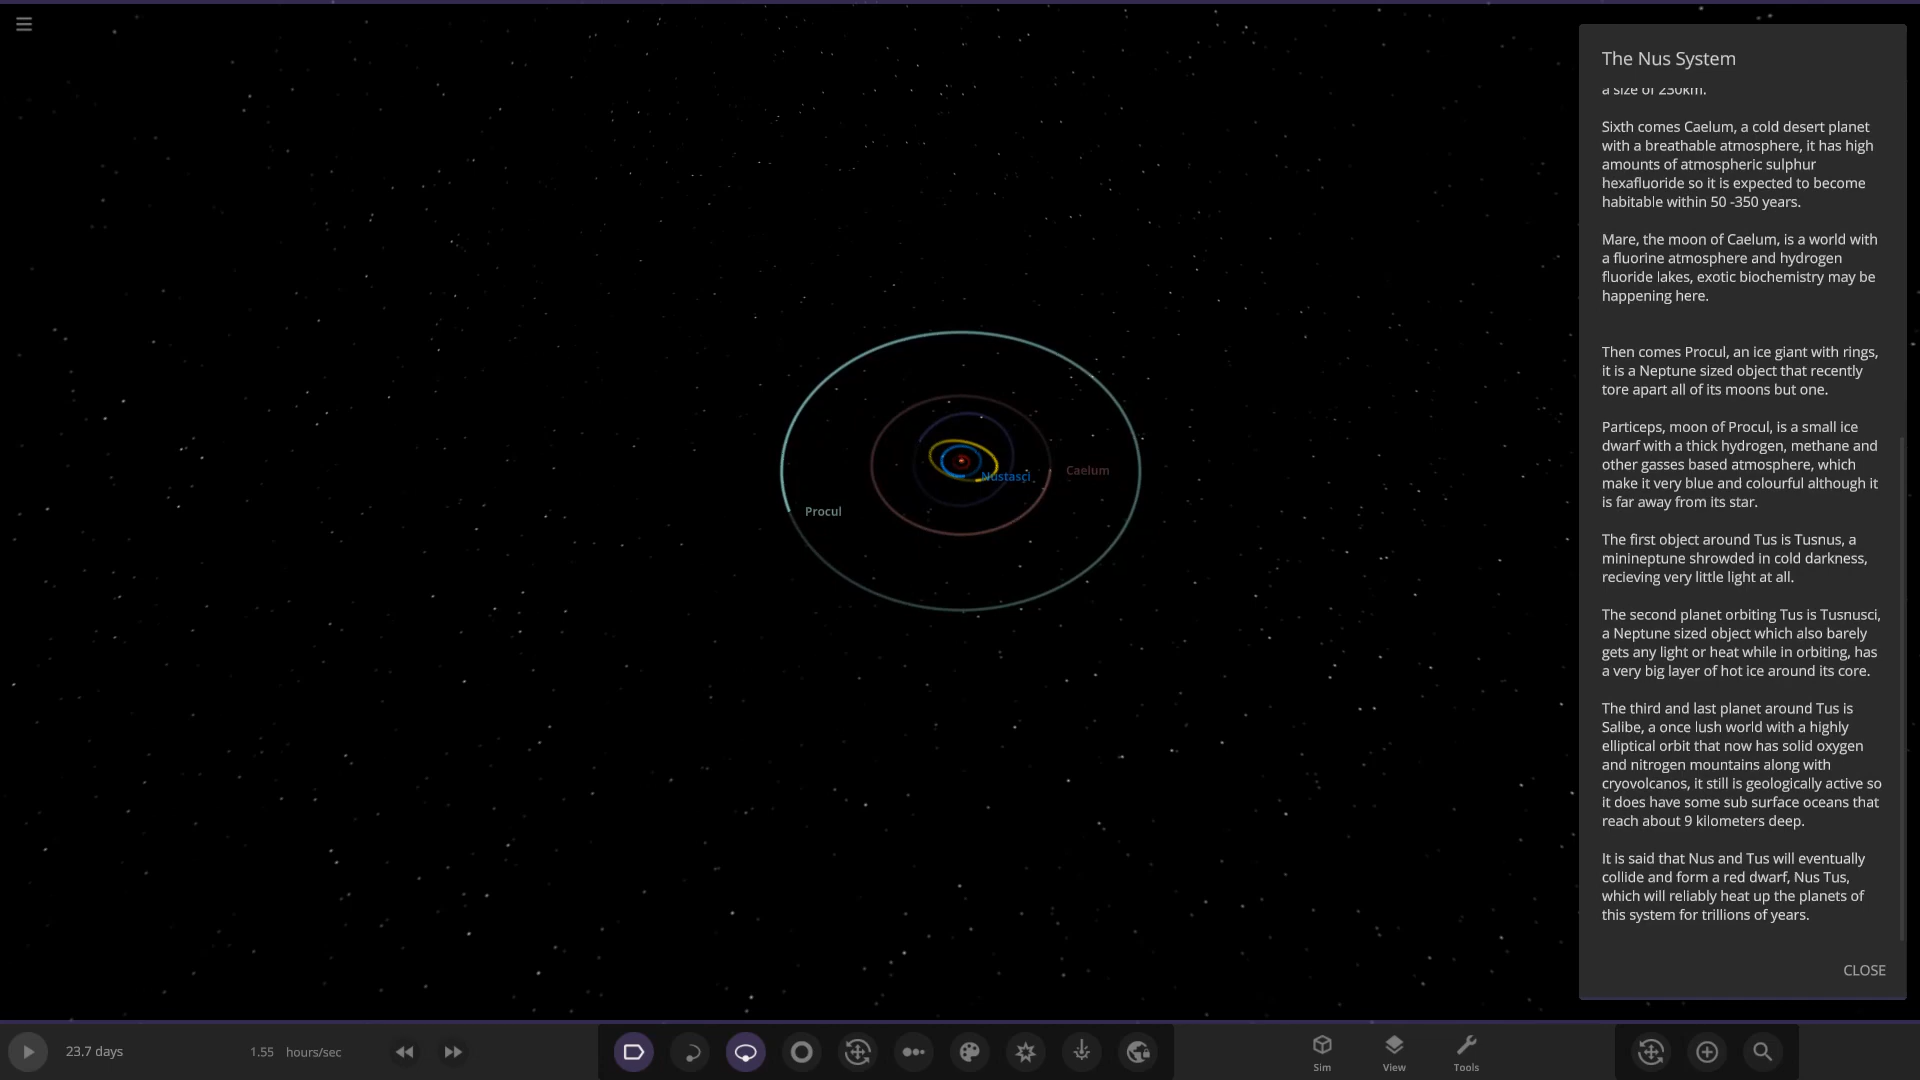 The Nus System
a size of 230km.
Sixth comes Caelum, a cold desert planet
with a breathable atmosphere, it has high
amounts of atmospheric sulphur
hexafluoride so it is expected to become
habitable within 50 -350 years.
Mare, the moon of Caelum, is a world with
a fluorine atmosphere and hydrogen
fluoride lakes, exotic biochemistry may be
happening here.
Then comes Procul, an ice giant with rings,
it is a Neptune sized object that recently
tore apart all of its moons but one.
Particeps, moon of Procul, is a small ice
dwarf with a thick hydrogen, methane and
other gasses based atmosphere, which
make it very blue and colourful although it
is far away from its star.
The first object around Tus is Tusnus, a
minineptune shrowded in cold darkness,
recieving very little light at all.
The second planet orbiting Tus is Tusnusci,
a Neptune sized object which also barely
gets any light or heat while in orbiting, has
a very big layer of hot ice around its core.
The third and last planet around Tus is
Salibe, a once lush world with a highly
elliptical orbit that now has solid oxygen
and nitrogen mountains along with
cryovolcanos, it still is geologically active so
it does have some sub surface oceans that
reach about 9 kilometers deep.
It is said that Nus and Tus will eventually
collide and form a red dwarf, Nus Tus,
which will reliably heat up the planets of
this system for trillions of years.
CLOSE
Caelum
Nustasci
Procul
23.7 days
1.55 hours/sec
Sim
View
Tools